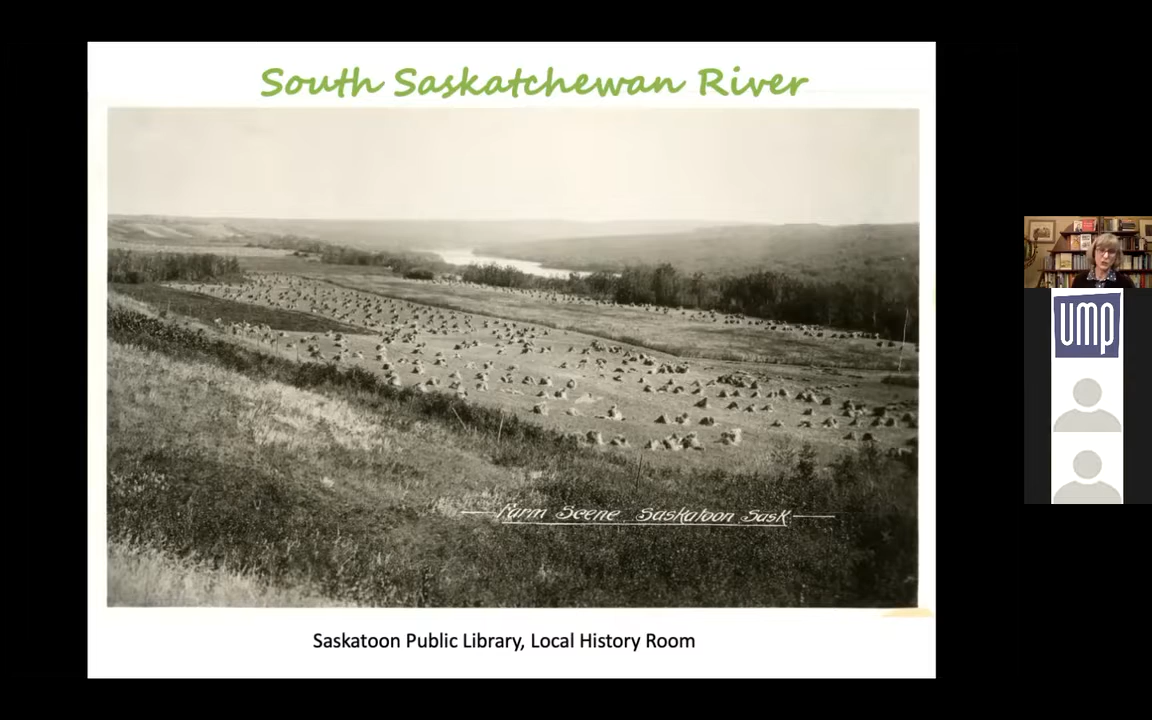 South Saskatchewan River
Farm Scene Saskatoon Sask
Saskatoon Public Library, Local History Room
ump